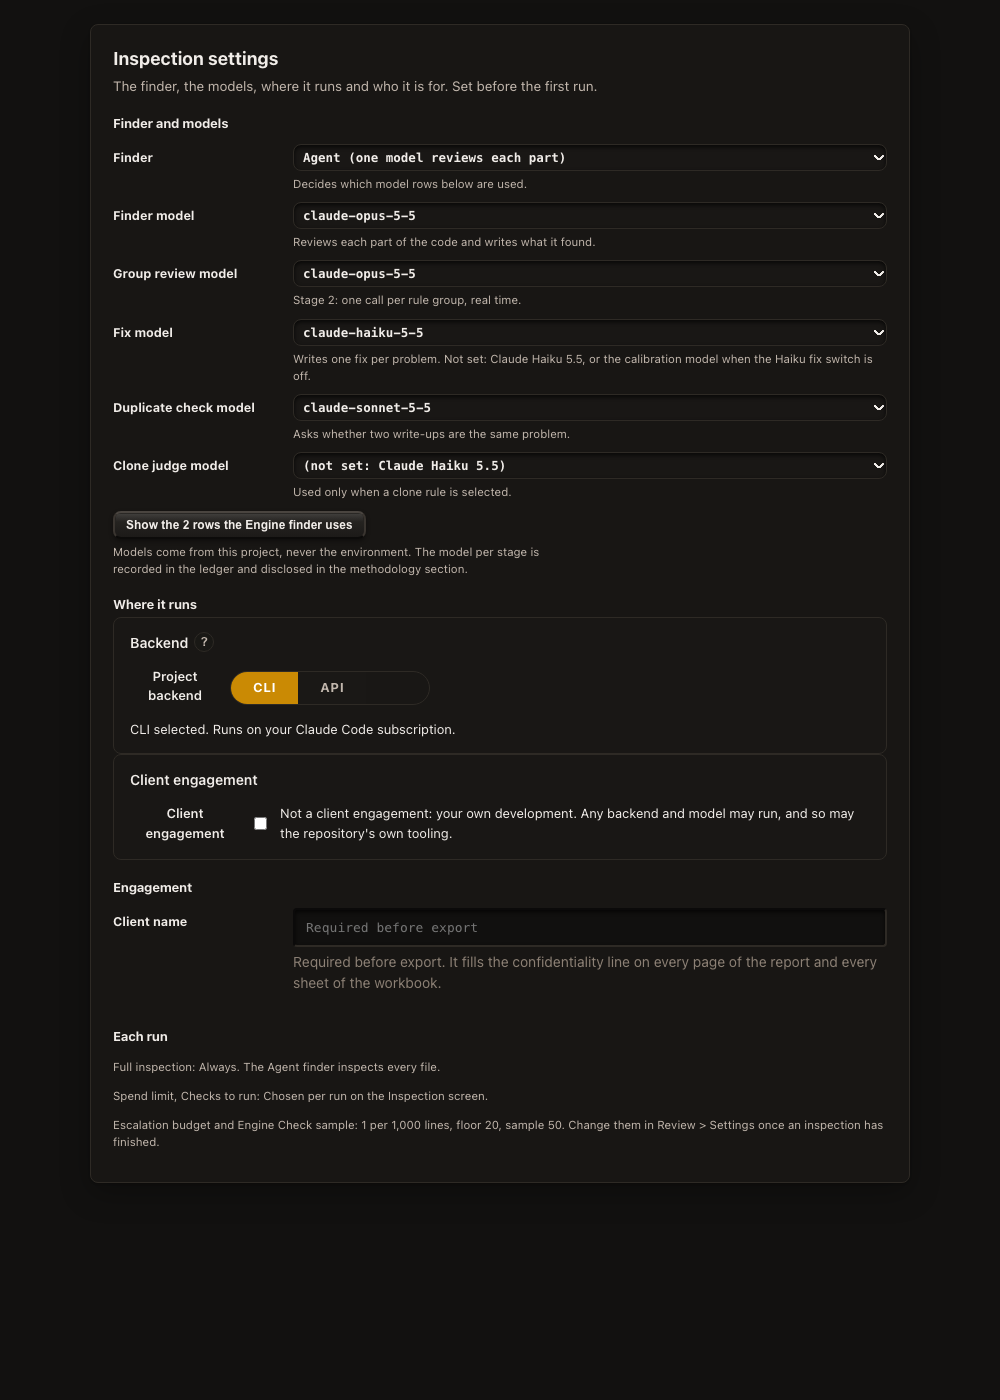 Inspection settings
The finder, the models, where it runs and who it is for. Set before the first run.
Finder and models
Finder
Agent (one model reviews each part)
Decides which model rows below are used.
Finder model
claude-opus-5-5
Reviews each part of the code and writes what it found.
Group review model
claude-opus-5-5
Stage 2: one call per rule group, real time.
Fix model
claude-haiku-5-5
Writes one fix per problem. Not set: Claude Haiku 5.5, or the calibration model when the Haiku fix switch is
off.
Duplicate check model
claude-sonnet-5-5
Asks whether two write-ups are the same problem.
Clone judge model
(not set: Claude Haiku 5.5)
Used only when a clone rule is selected.
Show the 2 rows the Engine finder uses
Models come from this project, never the environment. The model per stage is
recorded in the ledger and disclosed in the methodology section.
Where it runs
Backend ?
Project
backend
CLI API
CLI selected. Runs on your Claude Code subscription.
Client engagement
Client
engagement
Not a client engagement: your own development. Any backend and model may run, and so may
the repository's own tooling.
Engagement
Client name
Required before export
Required before export. It fills the confidentiality line on every page of the report and every
sheet of the workbook.
Each run
Full inspection: Always. The Agent finder inspects every file.
Spend limit, Checks to run: Chosen per run on the Inspection screen.
Escalation budget and Engine Check sample: 1 per 1,000 lines, floor 20, sample 50. Change them in Review > Settings once an inspection has
finished.